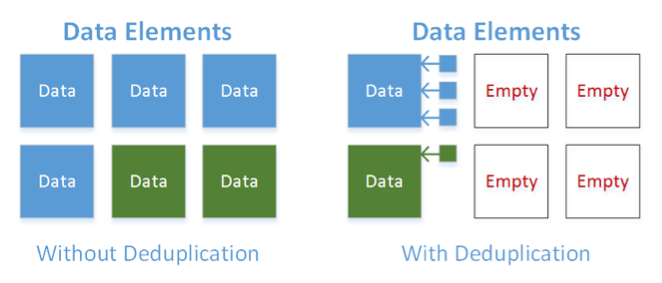 Data Elements
Data Data Data
Data Data Data
Without Deduplication
Data Elements
Data Empty Empty
Data Empty Empty
With Deduplication